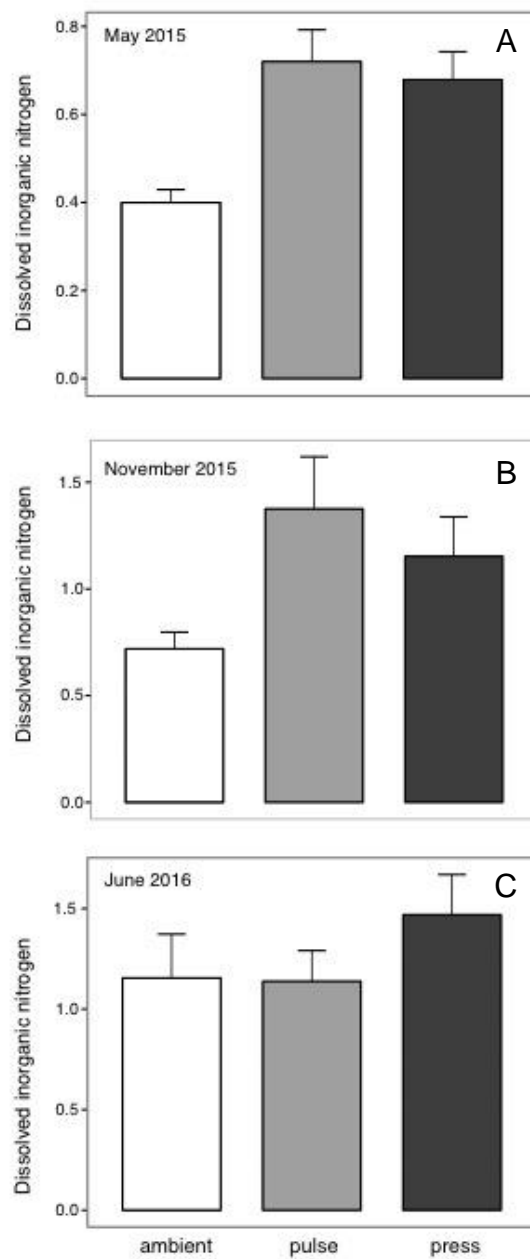 May 2015
A
Dissolved inorganic nitrogen
0.8
0.6
0.4
0.2
0.0
November 2015
B
Dissolved inorganic nitrogen
1.5
1.0
0.5
0.0
June 2016
C
Dissolved inorganic nitrogen
1.5
1.0
0.5
0.0
ambient pulse press